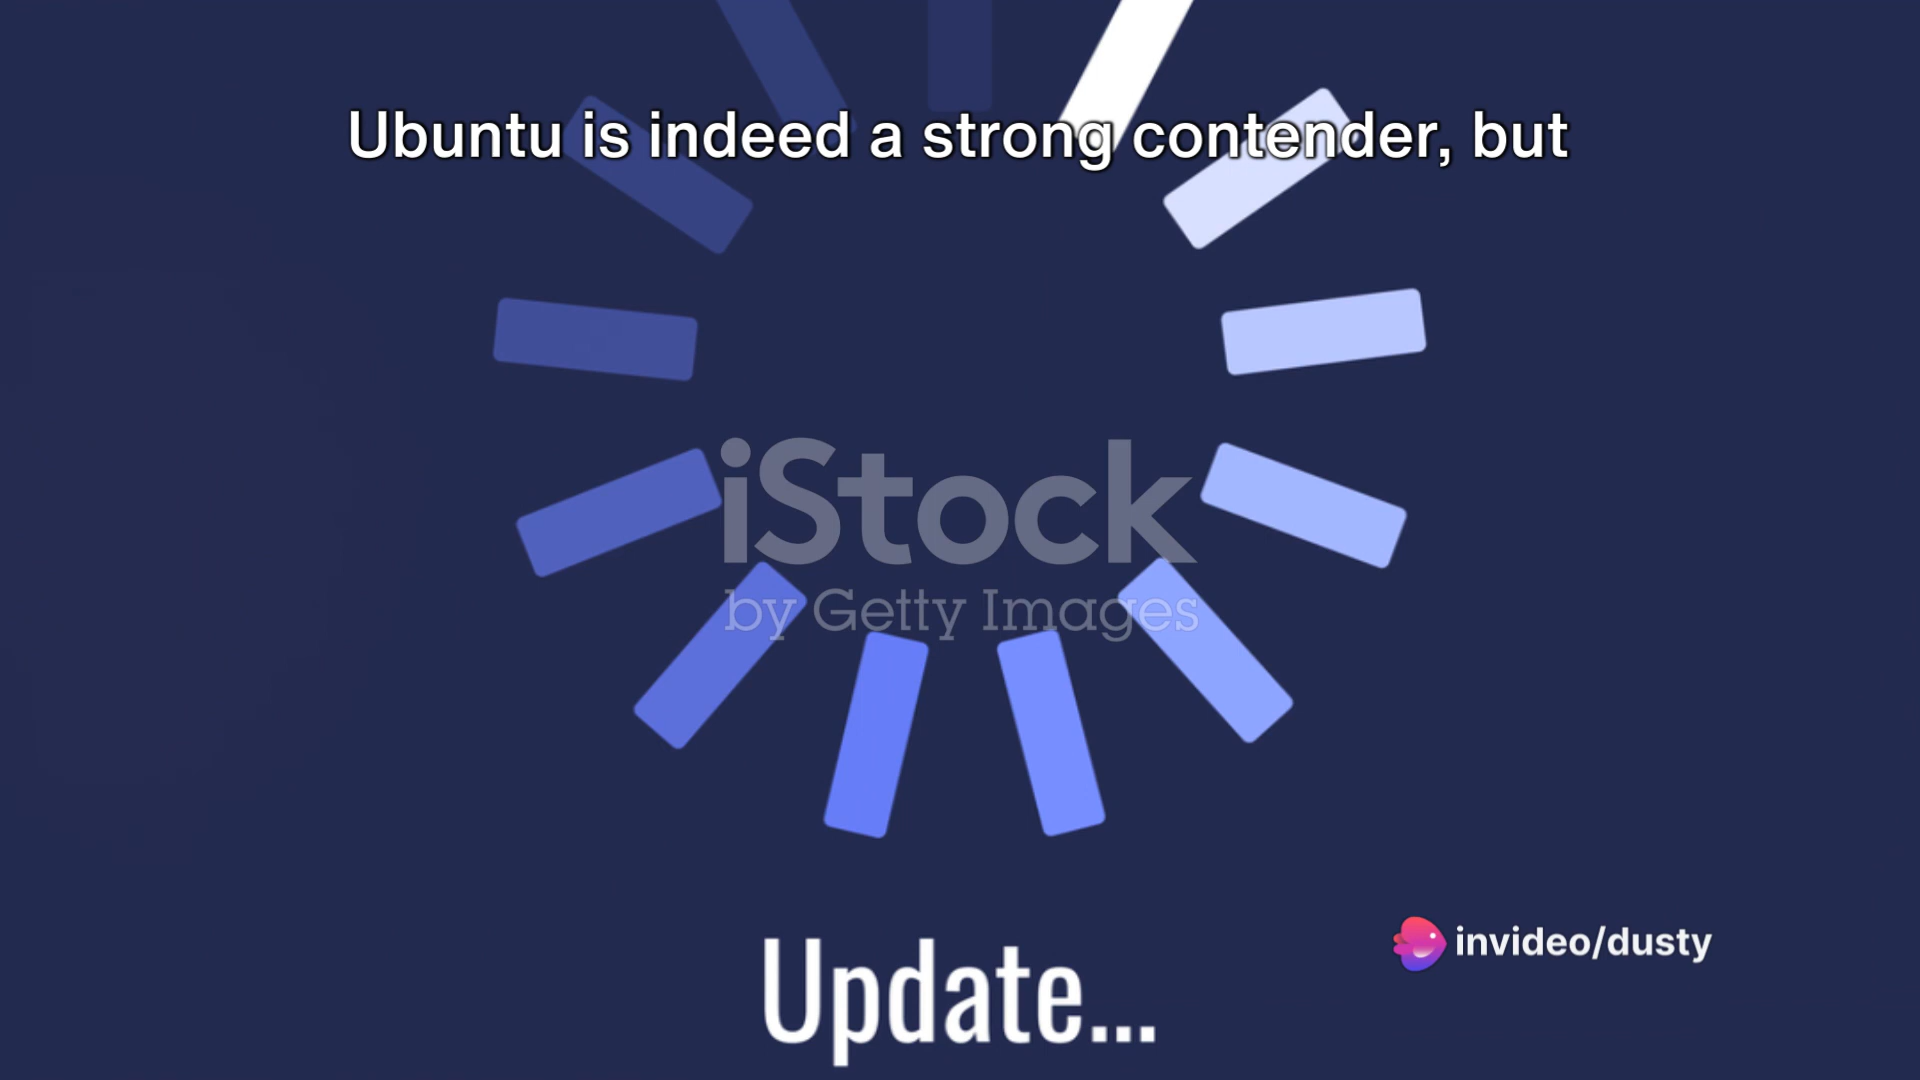 Ubuntu is indeed a strong contender, but
iStock
by Getty Images
invideo/dusty
Update...